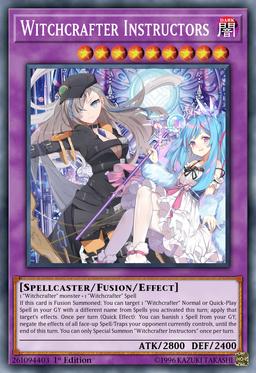 WITCHCRAFTER INSTRUCTORS
DARK
闇
[SPELLCASTER/FUSION/EFFECT]
1 "Witchcrafter" monster+1 "Witchcrafter" Spell
If this card is Fusion Summoned: You can target 1 "Witchcrafter" Normal or Quick-Play
Spell in your GY with a different name from Spells you activated this turn; apply that
target's effects. Once per turn (Quick Effect): You can banish 1 Spell from your GY;
negate the effects of all face-up Spell/Traps your opponent currently controls, until the
end of this turn. You can only Special Summon "Witchcrafter Instructors" once per turn.
ATK/2800 DEF/2400
261094403 1st Edition ©1996 KAZUKI TAKAHASHI